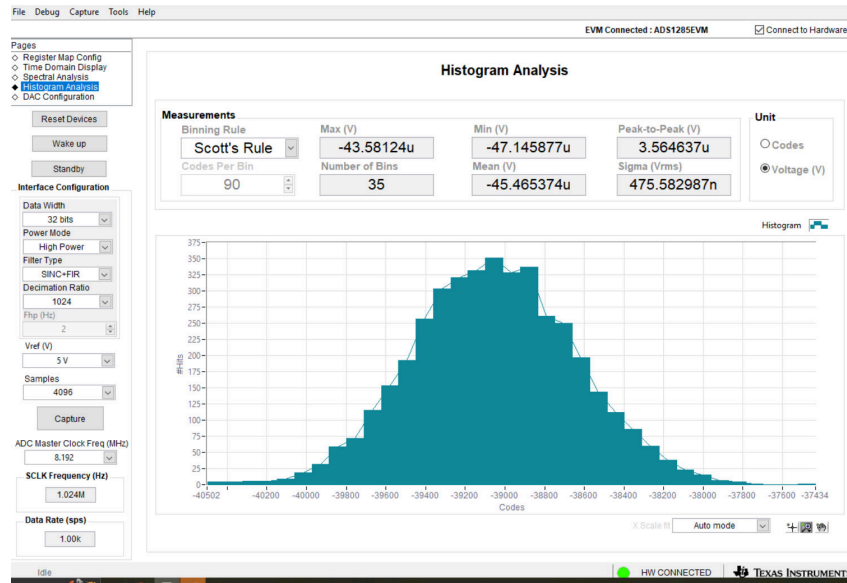 File Debug Capture Tools Help
EVM Connected : ADS1285EVM
Connect to Hardware
Pages
Register Map Config
Time Domain Display
Spectral Analysis
Histogram Analysis
DAC Configuration
Reset Devices
Wake up
Standby
Interface Configuration
Data Width
32 bits
Power Mode
High Power
Filter Type
SINC+FIR
Decimation Ratio
1024
Fhp (Hz)
2
Vref (V)
5 V
Samples
4096
Capture
ADC Master Clock Freq (MHz)
8.192
SCLK Frequency (Hz)
1.024M
Data Rate (sps)
1.00k
Idle
Histogram Analysis
Measurements
Binning Rule Max (V) Min (V) Peak-to-Peak (V)
Scott's Rule -43.58124u -47.145877u 3.564637u
Codes Per Bin Number of Bins Mean (V) Sigma (Vrms)
90 35 -45.465374u 475.582987n
Unit
Codes
Voltage (V)
Histogram
375
350
325
300
275
250
225
200
175
150
125
100
75
50
25
0
#Hits
-40502 -40200 -40000 -39800 -39600 -39400 -39200 -39000 -38800 -38600 -38400 -38200 -38000 -37800 -37600 -37434
Codes
X Scale fit Auto mode
HW CONNECTED
TEXAS INSTRUMENTS